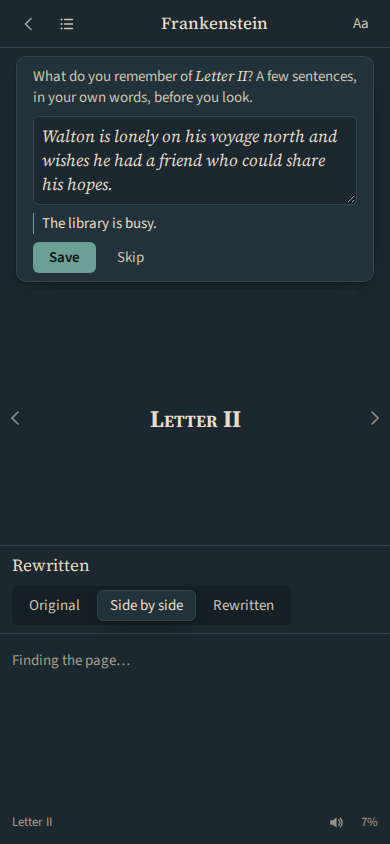 Frankenstein
Aa
What do you remember of Letter II? A few sentences,
in your own words, before you look.
Walton is lonely on his voyage north and
wishes he had a friend who could share
his hopes.
The library is busy.
Save
Skip
Letter II
Rewritten
Original
Side by side
Rewritten
Finding the page…
Letter II
7%